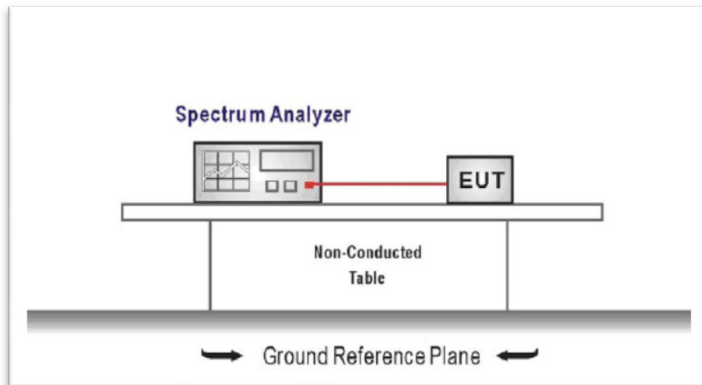 Spectrum Analyzer
EUT
Non-Conducted
Table
Ground Reference Plane